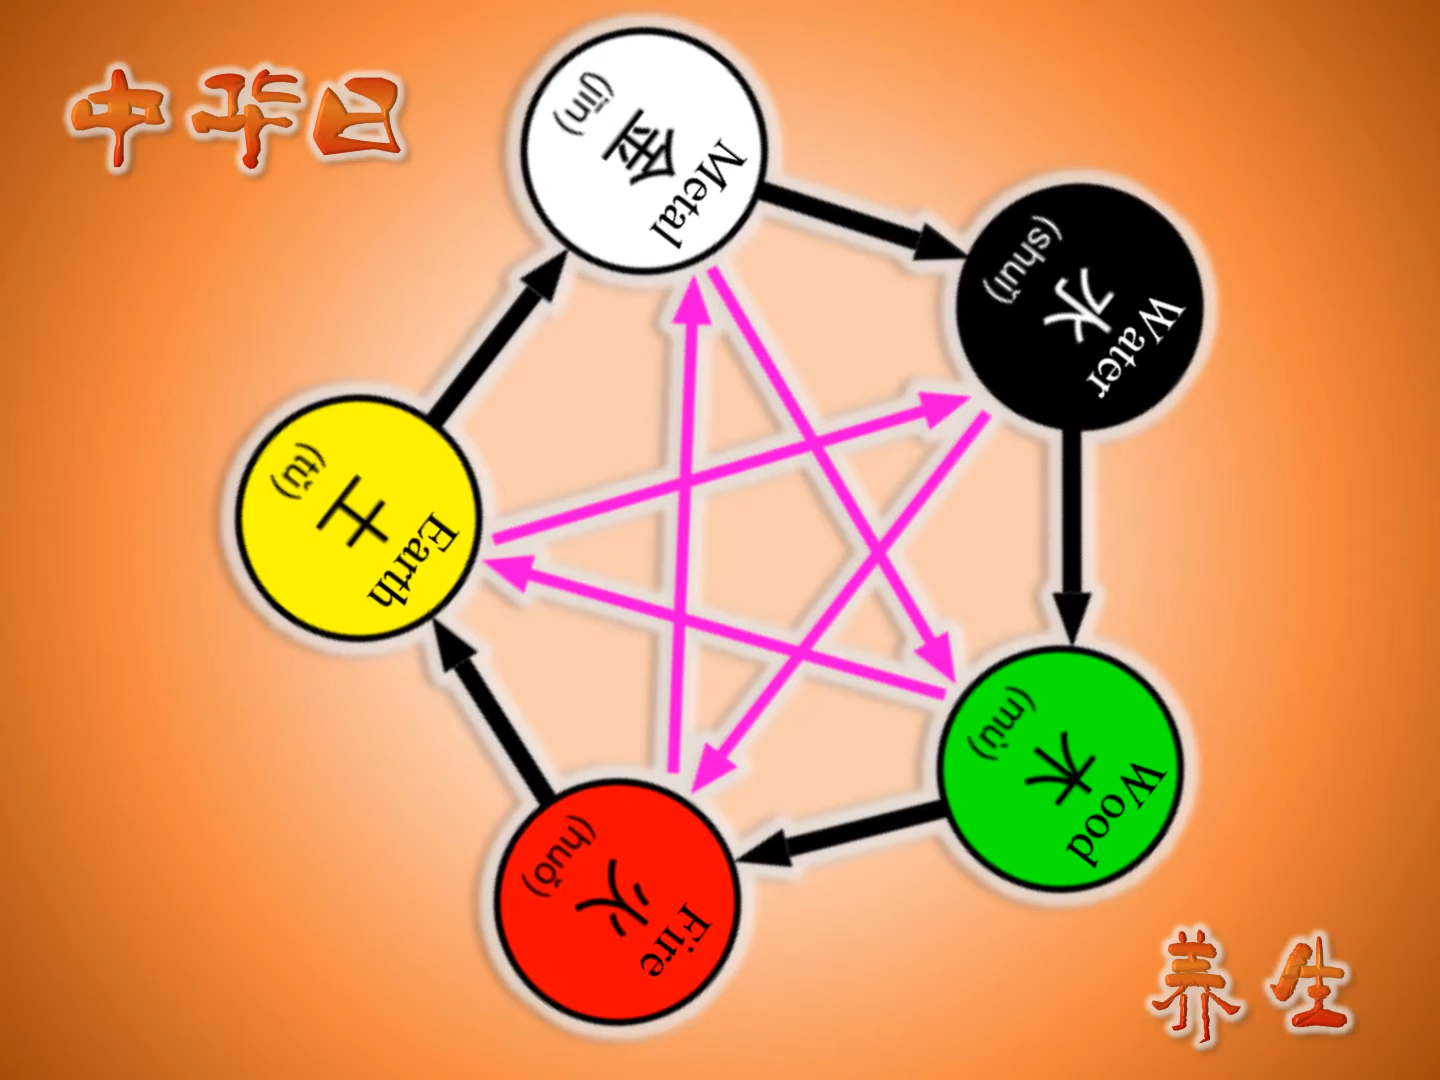 中华
Metal
金
(jīn)
Water
水
(shuǐ)
Earth
土
(tǔ)
Wood
木
(mù)
Fire
火
(huǒ)
养生